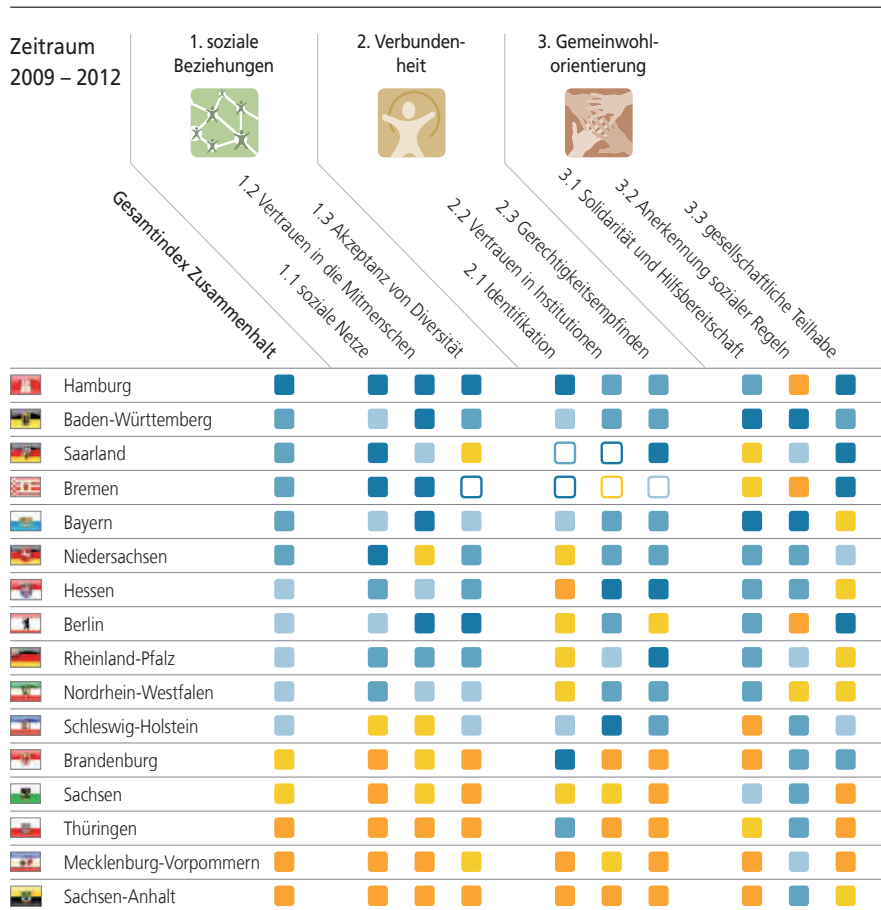 Zeitraum
2009 – 2012
1. soziale
Beziehungen
2. Verbunden-
heit
3. Gemeinwohl-
orientierung
Gesamtindex Zusammenhalt
1.1 soziale Netze
1.2 Vertrauen in die Mitmenschen
1.3 Akzeptanz von Diversität
2.1 Identifikation
2.2 Vertrauen in Institutionen
2.3 Gerechtigkeitsempfinden
3.1 Solidarität und Hilfsbereitschaft
3.2 Anerkennung sozialer Regeln
3.3 gesellschaftliche Teilhabe
Hamburg
Baden-Württemberg
Saarland
Bremen
Bayern
Niedersachsen
Hessen
Berlin
Rheinland-Pfalz
Nordrhein-Westfalen
Schleswig-Holstein
Brandenburg
Sachsen
Thüringen
Mecklenburg-Vorpommern
Sachsen-Anhalt